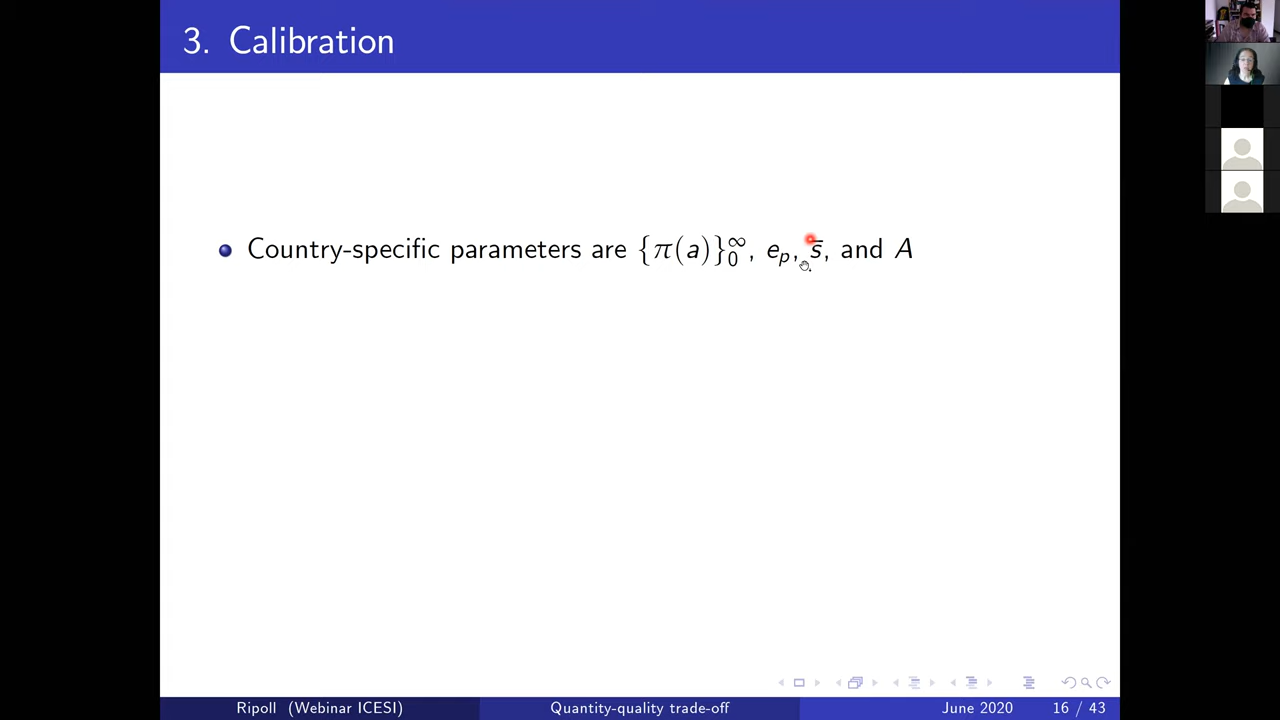 3. Calibration
Country-specific parameters are {π(a)}₀^∞, eₚ, s̄, and A
Ripoll (Webinar ICESI)
Quantity-quality trade-off
June 2020
16 / 43